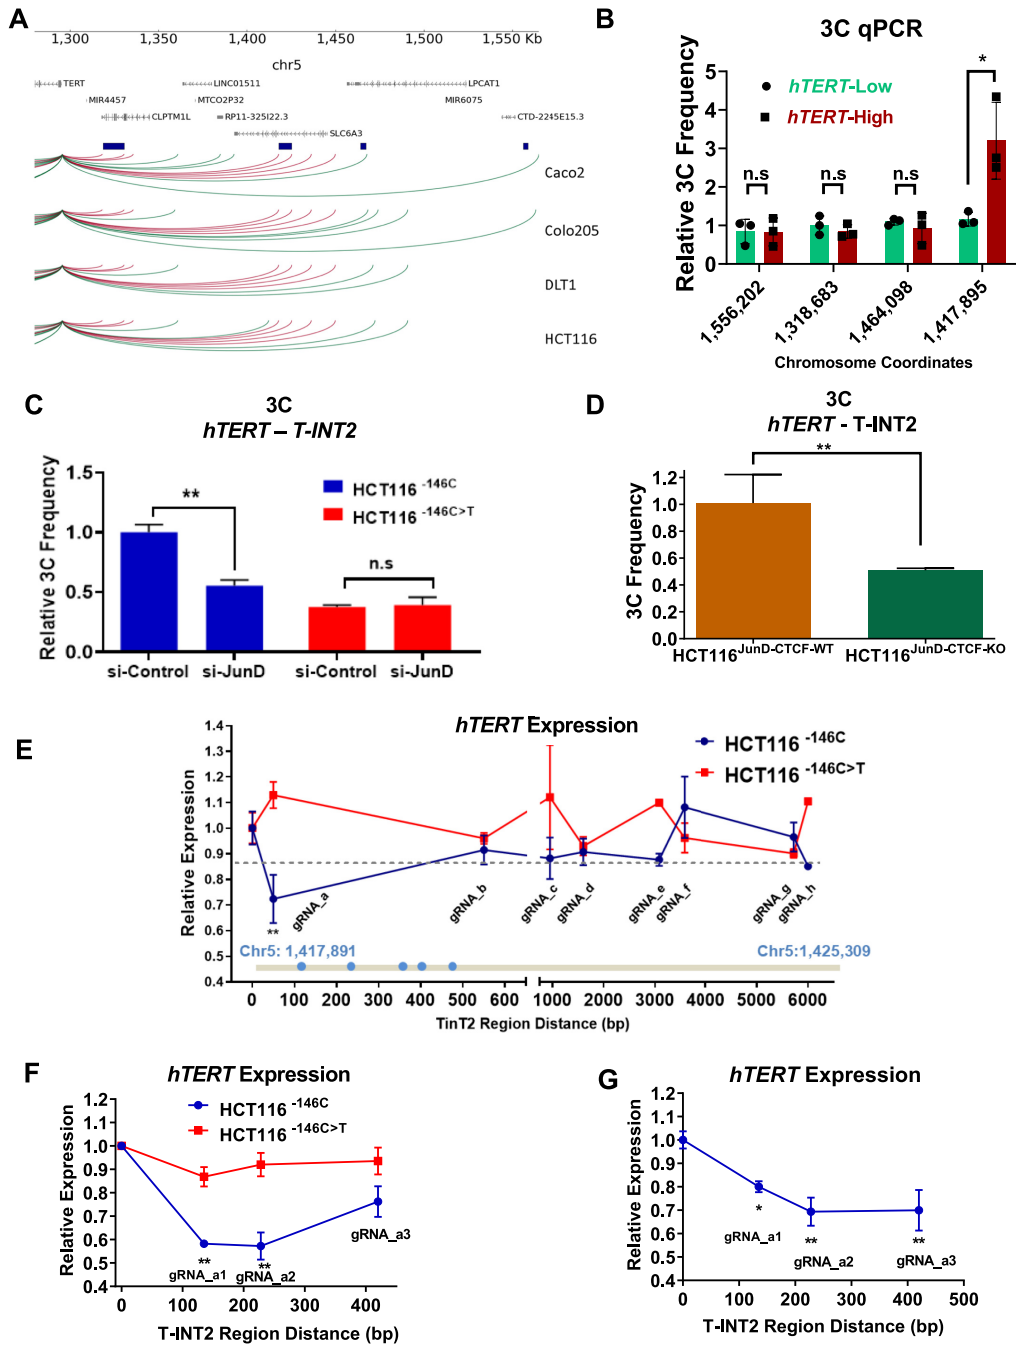 A
1,300 1,350 1,400 1,450 1,500 1,550 Kb
chr5
TERT LINC01511 LPCAT1
MIR4457 MTCO2P32 MIR6075
CLPTM1L RP11-325I22.3 CTD-2245E15.3
SLC6A3
Caco2
Colo205
DLT1
HCT116
B
3C qPCR
Relative 3C Frequency
5
4
3
2
1
0
hTERT-Low
hTERT-High
*
n.s n.s n.s
1,556,202 1,318,683 1,464,098 1,417,895
Chromosome Coordinates
C
3C
hTERT – T-INT2
Relative 3C Frequency
1.5
1.0
0.5
0.0
**
n.s
HCT116 -146C
HCT116 -146C>T
si-Control si-JunD si-Control si-JunD
D
3C
hTERT - T-INT2
3C Frequency
1.2
1.0
0.8
0.6
0.4
0.2
0.0
**
HCT116JunD-CTCF-WT HCT116JunD-CTCF-KO
E
hTERT Expression
Relative Expression
1.4
1.3
1.2
1.1
1.0
0.9
0.8
0.7
0.6
0.5
0.4
HCT116 -146C
HCT116 -146C>T
gRNA_a gRNA_b gRNA_c gRNA_d gRNA_e gRNA_f gRNA_g gRNA_h
**
Chr5: 1,417,891 Chr5:1,425,309
0 100 200 300 400 500 600 1000 2000 3000 4000 5000 6000
TinT2 Region Distance (bp)
F
hTERT Expression
Relative Expression
1.2
1.1
1.0
0.9
0.8
0.7
0.6
0.5
0.4
HCT116 -146C
HCT116 -146C>T
** **
gRNA_a1 gRNA_a2 gRNA_a3
0 100 200 300 400
T-INT2 Region Distance (bp)
G
hTERT Expression
Relative Expression
1.2
1.0
0.8
0.6
0.4
* ** **
gRNA_a1 gRNA_a2 gRNA_a3
0 100 200 300 400 500
T-INT2 Region Distance (bp)